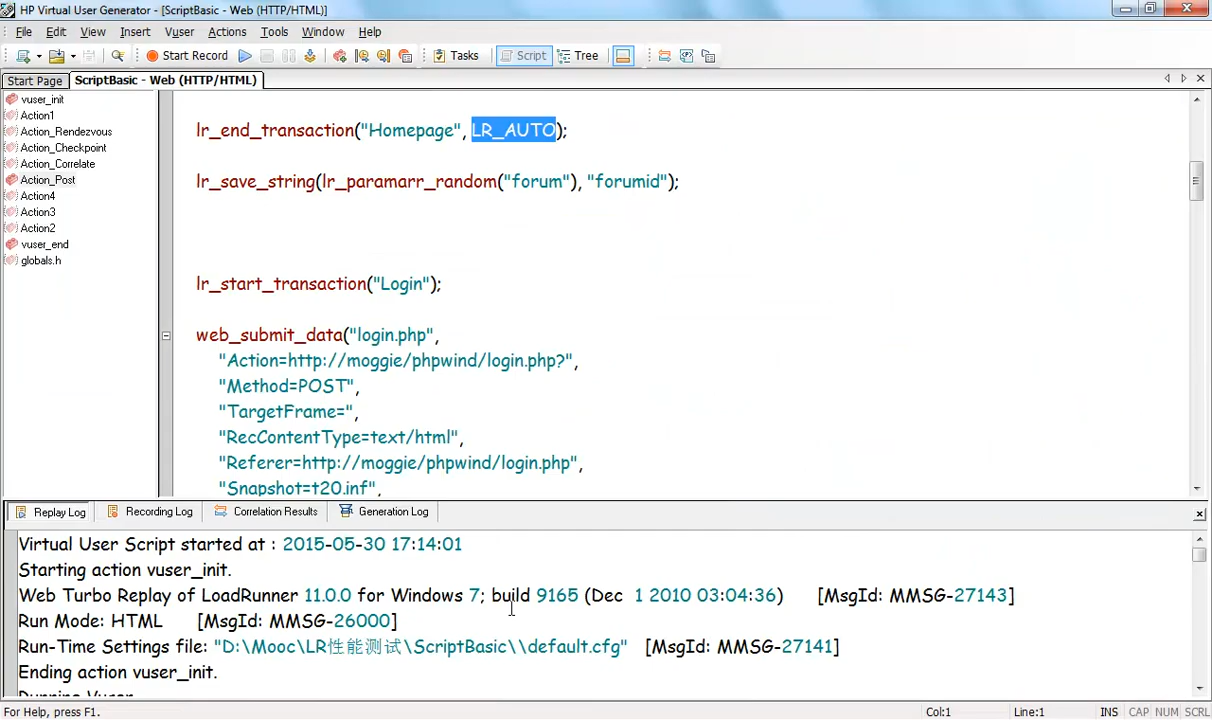 HP Virtual User Generator - [ScriptBasic - Web (HTTP/HTML)]
File Edit View Insert Vuser Actions Tools Window Help
Start Record Tasks Script Tree
Start Page ScriptBasic - Web (HTTP/HTML)
vuser_init
Action1
Action_Rendezvous
Action_Checkpoint
Action_Correlate
Action_Post
Action4
Action3
Action2
vuser_end
globals.h
lr_end_transaction("Homepage", LR_AUTO);
lr_save_string(lr_paramarr_random("forum"), "forumid");
lr_start_transaction("Login");
web_submit_data("login.php",
"Action=http://moggie/phpwind/login.php?",
"Method=POST",
"TargetFrame=",
"RecContentType=text/html",
"Referer=http://moggie/phpwind/login.php",
"Snapshot=t20.inf",
Replay Log Recording Log Correlation Results Generation Log
Virtual User Script started at : 2015-05-30 17:14:01
Starting action vuser_init.
Web Turbo Replay of LoadRunner 11.0.0 for Windows 7; build 9165 (Dec 1 2010 03:04:36) [MsgId: MMSG-27143]
Run Mode: HTML [MsgId: MMSG-26000]
Run-Time Settings file: "D:\Mooc\LR性能测试\ScriptBasic\\default.cfg" [MsgId: MMSG-27141]
Ending action vuser_init.
Running Vuser
For Help, press F1. Col:1 Line:1 INS CAP NUM SCRL